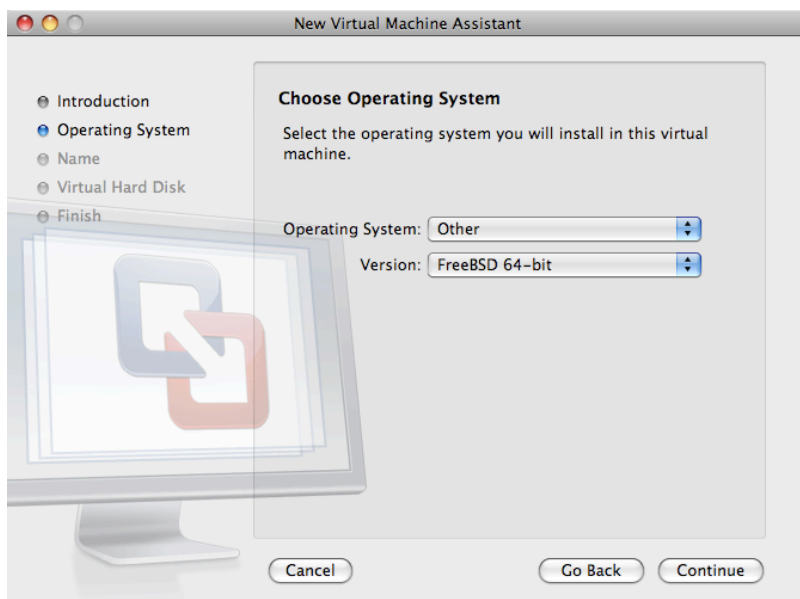 New Virtual Machine Assistant
Introduction
Operating System
Name
Virtual Hard Disk
Finish
Choose Operating System
Select the operating system you will install in this virtual
machine.
Operating System: Other
Version: FreeBSD 64-bit
Cancel
Go Back
Continue